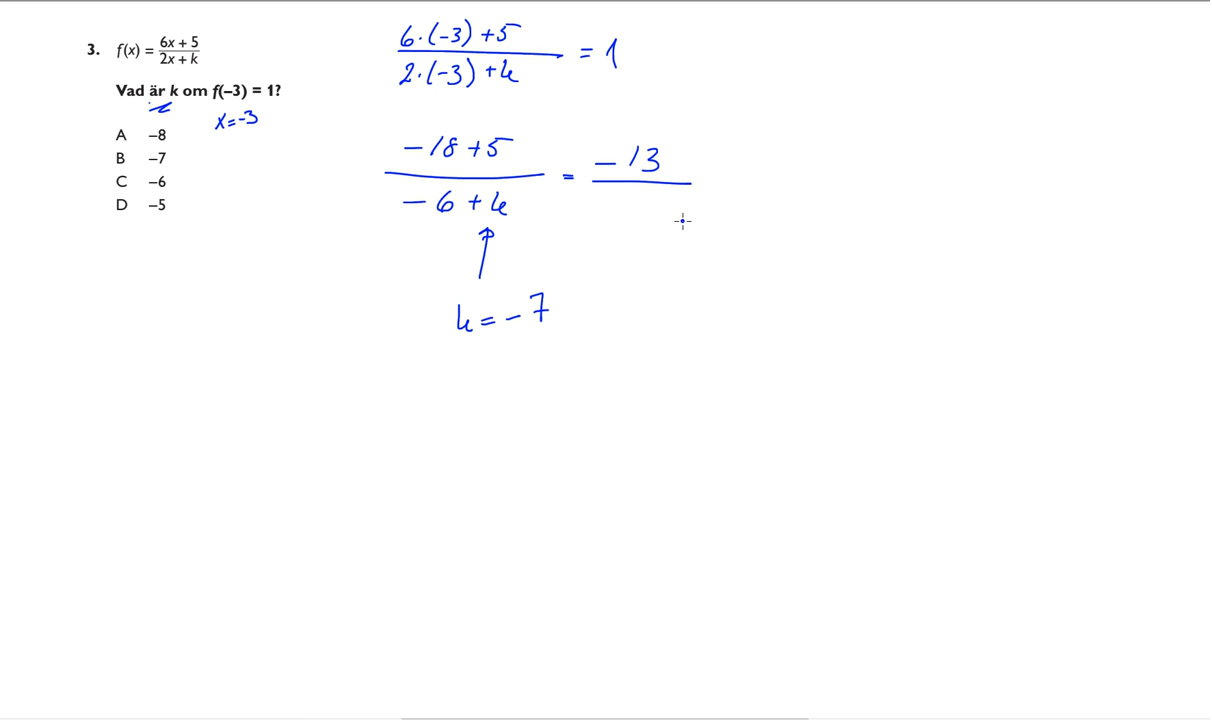 3. f(x) = (6x + 5)/(2x + k)
Vad är k om f(–3) = 1?
x=-3
A –8
B –7
C –6
D –5
6·(-3)+5
2·(-3)+k
= 1
-18+5
-6+k
= -13
k=-7